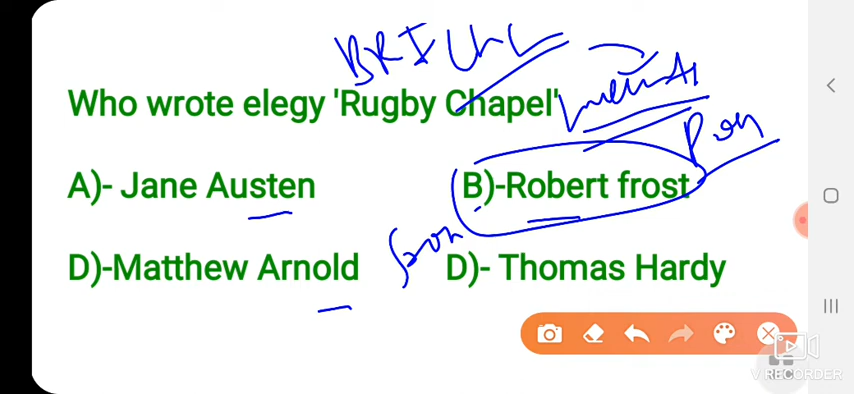 Who wrote elegy 'Rugby Chapel'
A)- Jane Austen B)-Robert frost
D)-Matthew Arnold D)- Thomas Hardy
V RECORDER